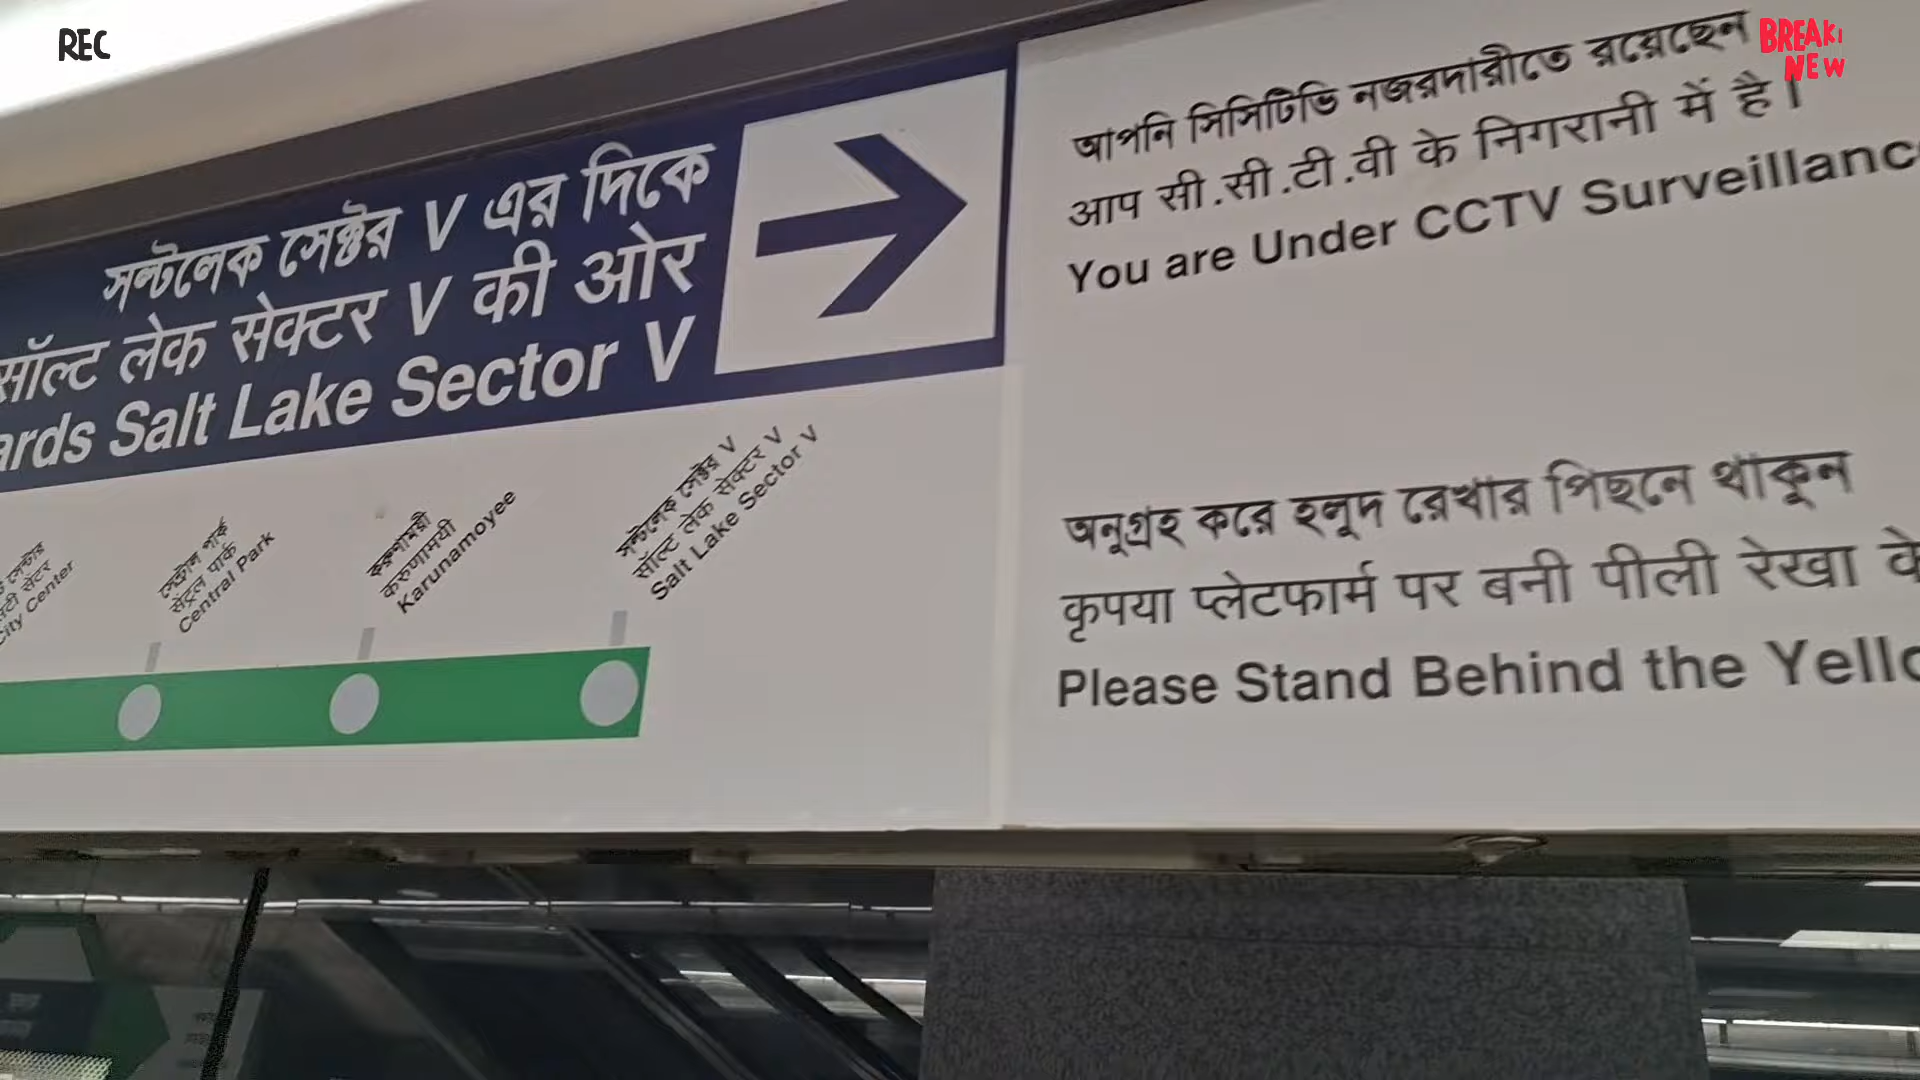 REC
BREAKI
NEW
সল্টলেক সেক্টর V এর দিকে
सॉल्ट लेक सेक्टर V की ओर
ards Salt Lake Sector V
আপনি সিসিটিভি নজরদারীতে রয়েছেন
आप सी.सी.टी.वी के निगरानी में है।
You are Under CCTV Surveillanc
সেন্টার
सेंटर
City Center
সেন্ট্রাল পার্ক
सेंट्रल पार्क
Central Park
করুণাময়ী
करुणामयी
Karunamoyee
সল্টলেক সেক্টর V
सॉल्ट लेक सेक्टर V
Salt Lake Sector V
অনুগ্রহ করে হলুদ রেখার পিছনে থাকুন
कृपया प्लेटफार्म पर बनी पीली रेखा के
Please Stand Behind the Yello